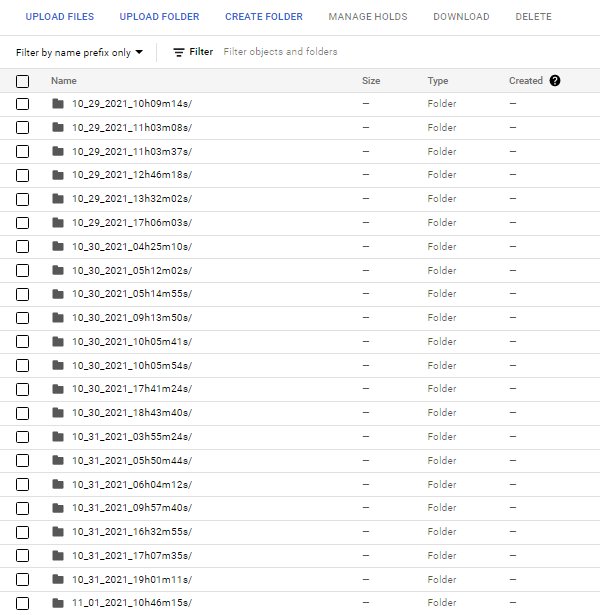 UPLOAD FILES UPLOAD FOLDER CREATE FOLDER MANAGE HOLDS DOWNLOAD DELETE
Filter by name prefix only Filter Filter objects and folders
Name Size Type Created ?
10_29_2021_10h09m14s/ — Folder —
10_29_2021_11h03m08s/ — Folder —
10_29_2021_11h03m37s/ — Folder —
10_29_2021_12h46m18s/ — Folder —
10_29_2021_13h32m02s/ — Folder —
10_29_2021_17h06m03s/ — Folder —
10_30_2021_04h25m10s/ — Folder —
10_30_2021_05h12m02s/ — Folder —
10_30_2021_05h14m55s/ — Folder —
10_30_2021_09h13m50s/ — Folder —
10_30_2021_10h05m41s/ — Folder —
10_30_2021_10h05m54s/ — Folder —
10_30_2021_17h41m24s/ — Folder —
10_30_2021_18h43m40s/ — Folder —
10_31_2021_03h55m24s/ — Folder —
10_31_2021_05h50m44s/ — Folder —
10_31_2021_06h04m12s/ — Folder —
10_31_2021_09h57m40s/ — Folder —
10_31_2021_16h32m55s/ — Folder —
10_31_2021_17h07m35s/ — Folder —
10_31_2021_19h01m11s/ — Folder —
11_01_2021_10h46m15s/ — Folder —